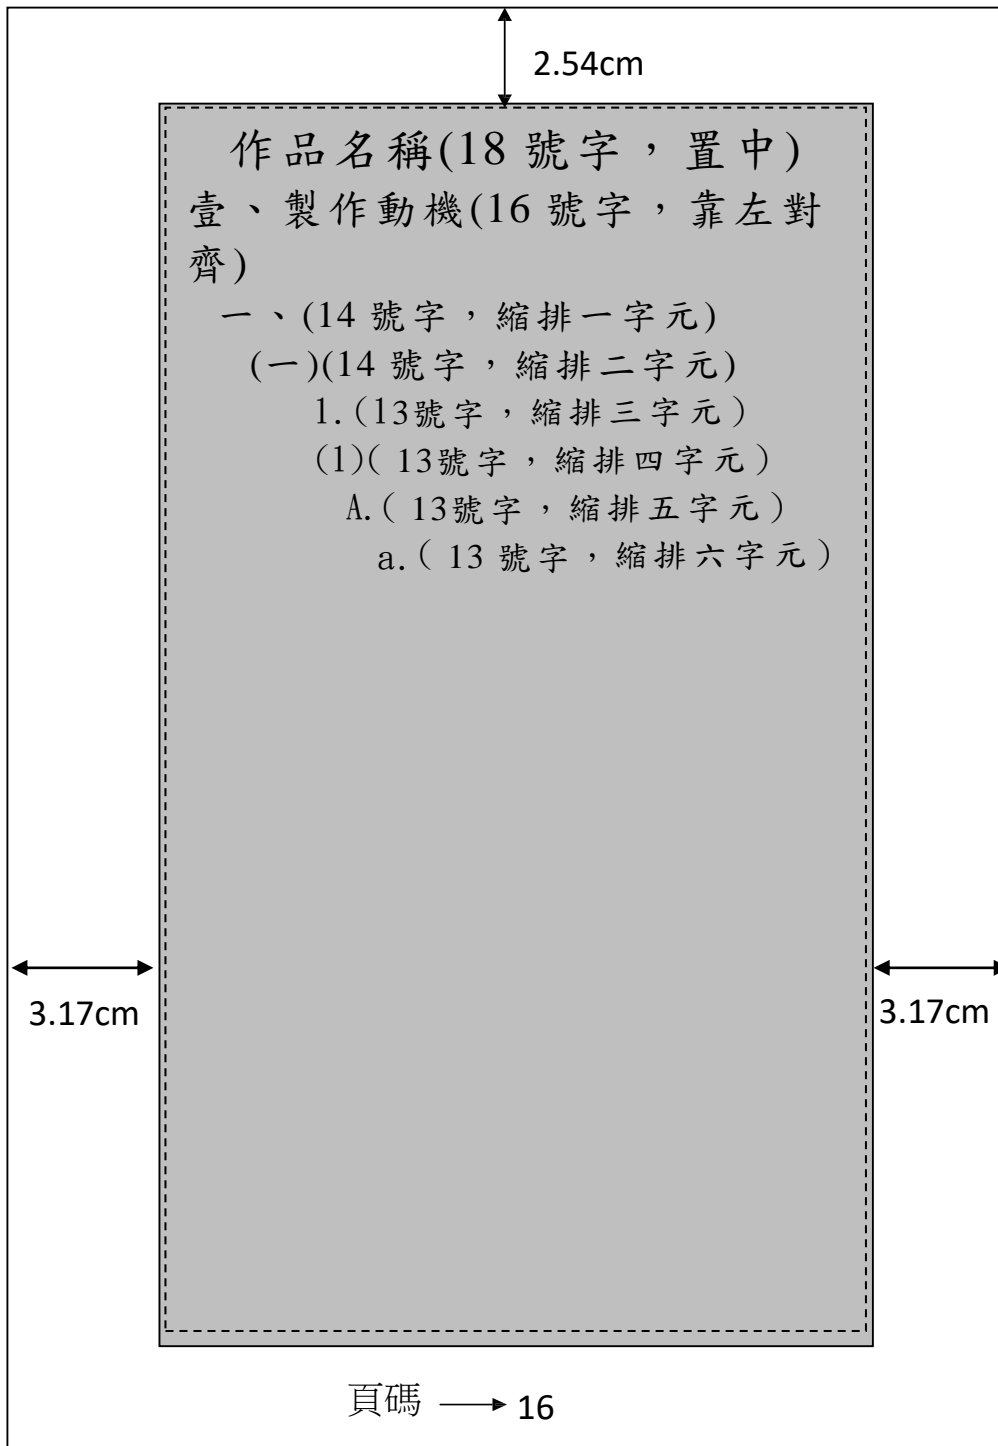 2.54cm
作品名稱(18 號字，置中)
壹、製作動機(16 號字，靠左對
齊)
一、(14 號字，縮排一字元)
(一)(14 號字，縮排二字元)
1.(13號字，縮排三字元)
(1)( 13號字，縮排四字元)
A.( 13號字，縮排五字元)
a.( 13 號字，縮排六字元)
3.17cm
3.17cm
頁碼 16